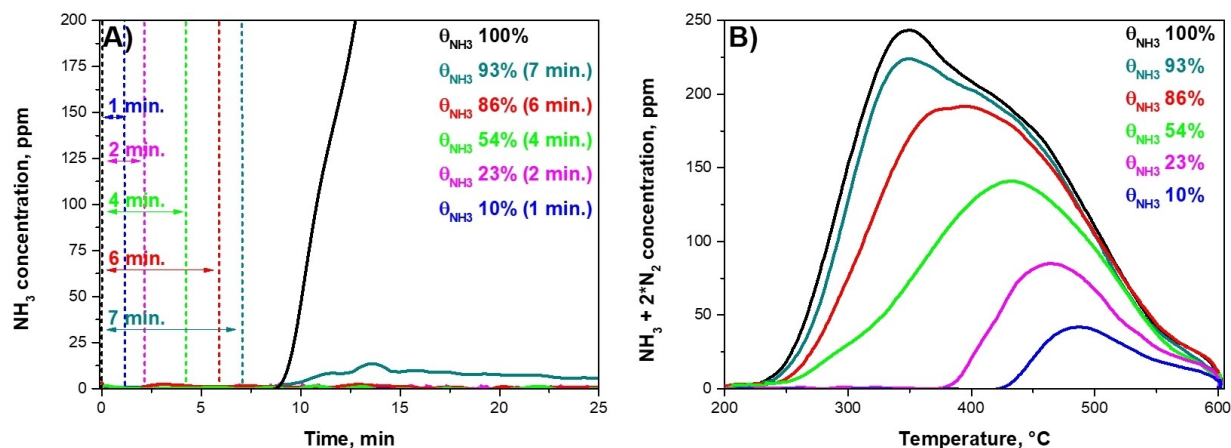 A)
θNH3 100%
θNH3 93% (7 min.)
θNH3 86% (6 min.)
θNH3 54% (4 min.)
θNH3 23% (2 min.)
θNH3 10% (1 min.)
1 min.
2 min.
4 min.
6 min.
7 min.
200
175
150
125
100
75
50
25
0
NH3 concentration, ppm
0 5 10 15 20 25
Time, min
B)
θNH3 100%
θNH3 93%
θNH3 86%
θNH3 54%
θNH3 23%
θNH3 10%
250
200
150
100
50
0
NH3 + 2*N2 concentration, ppm
200 300 400 500 600
Temperature, °C